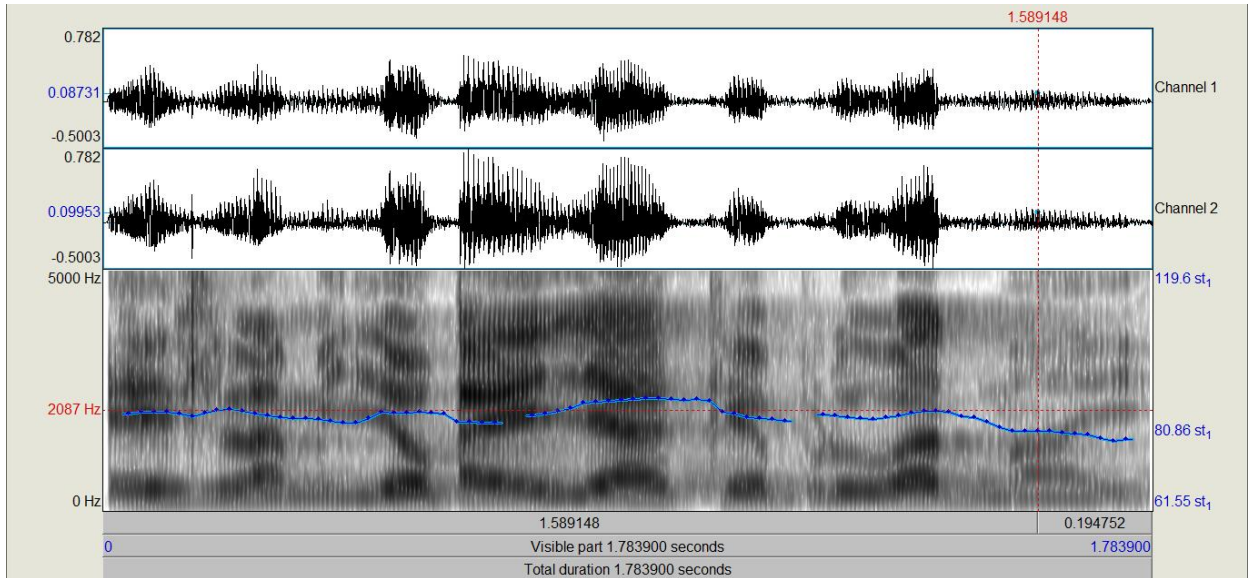 1.589148
0.782
0.08731
-0.5003
Channel 1
0.782
0.09953
-0.5003
Channel 2
5000 Hz
119.6 st₁
2087 Hz
80.86 st₁
0 Hz
61.55 st₁
1.589148 0.194752
0 Visible part 1.783900 seconds 1.783900
Total duration 1.783900 seconds